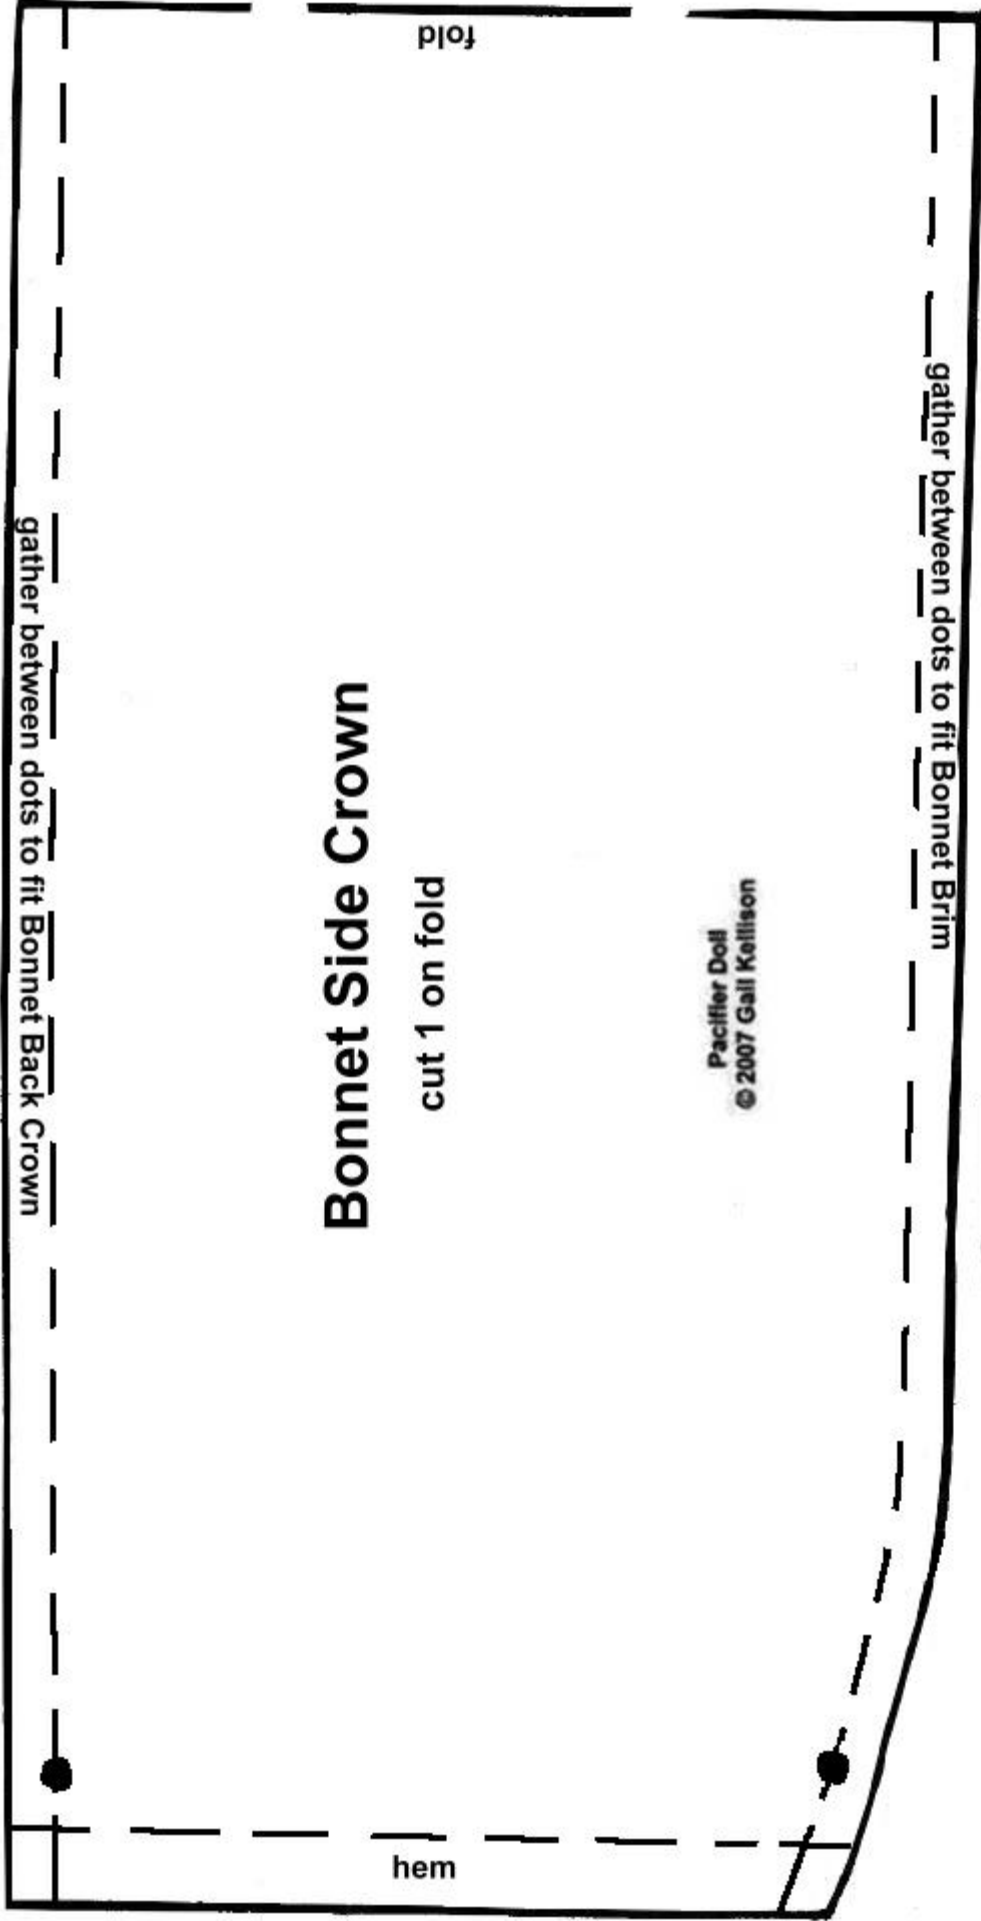 fold
gather between dots to fit Bonnet Brim
gather between dots to fit Bonnet Back Crown
Bonnet Side Crown
cut 1 on fold
Pacifier Doll
© 2007 Gail Kellison
hem